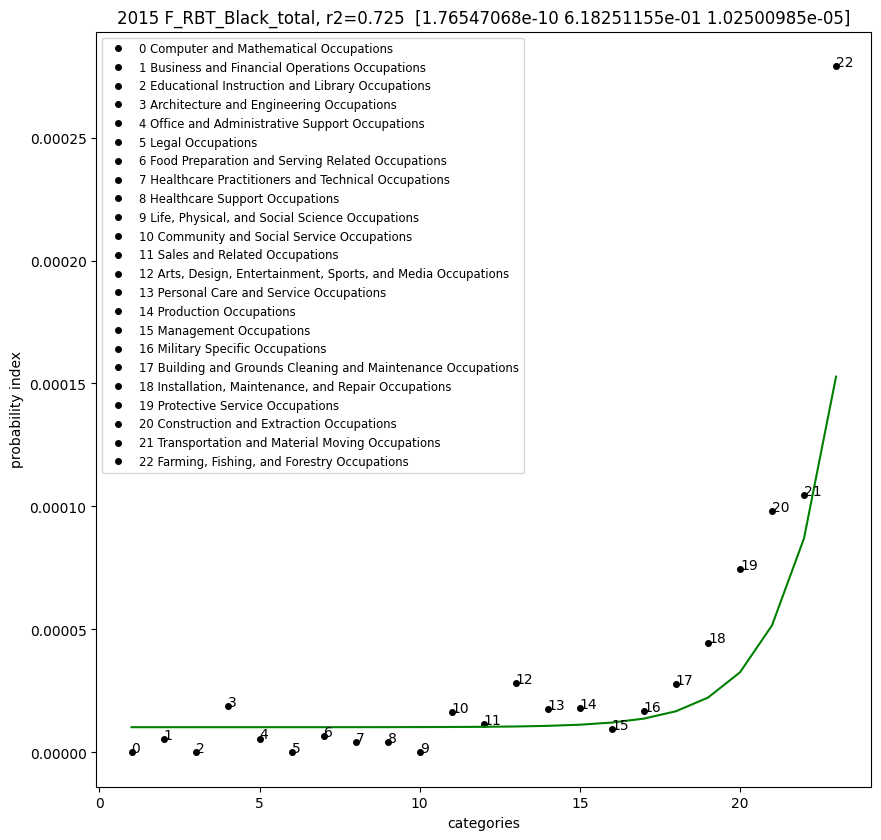 2015 F_RBT_Black_total, r2=0.725 [1.76547068e-10 6.18251155e-01 1.02500985e-05]
0 Computer and Mathematical Occupations
1 Business and Financial Operations Occupations
2 Educational Instruction and Library Occupations
3 Architecture and Engineering Occupations
4 Office and Administrative Support Occupations
5 Legal Occupations
6 Food Preparation and Serving Related Occupations
7 Healthcare Practitioners and Technical Occupations
8 Healthcare Support Occupations
9 Life, Physical, and Social Science Occupations
10 Community and Social Service Occupations
11 Sales and Related Occupations
12 Arts, Design, Entertainment, Sports, and Media Occupations
13 Personal Care and Service Occupations
14 Production Occupations
15 Management Occupations
16 Military Specific Occupations
17 Building and Grounds Cleaning and Maintenance Occupations
18 Installation, Maintenance, and Repair Occupations
19 Protective Service Occupations
20 Construction and Extraction Occupations
21 Transportation and Material Moving Occupations
22 Farming, Fishing, and Forestry Occupations
probability index
0.00025
0.00020
0.00015
0.00010
0.00005
0.00000
0
1
2
3
4
5
6
7
8
9
10
11
12
13
14
15
16
17
18
19
20
21
22
0
5
10
15
20
categories